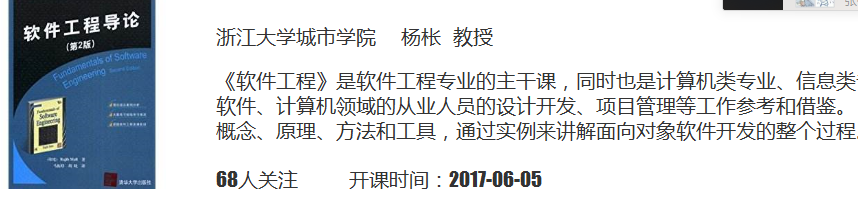 软件工程导论
(第2版)
Fundamentals of Software
Engineering
Fundamentals
of Software
Engineering
清华大学出版社
浙江大学城市学院 杨枨 教授
《软件工程》是软件工程专业的主干课，同时也是计算机类专业、信息类
软件、计算机领域的从业人员的设计开发、项目管理等工作参考和借鉴。
概念、原理、方法和工具，通过实例来讲解面向对象软件开发的整个过程
68人关注 开课时间：2017-06-05